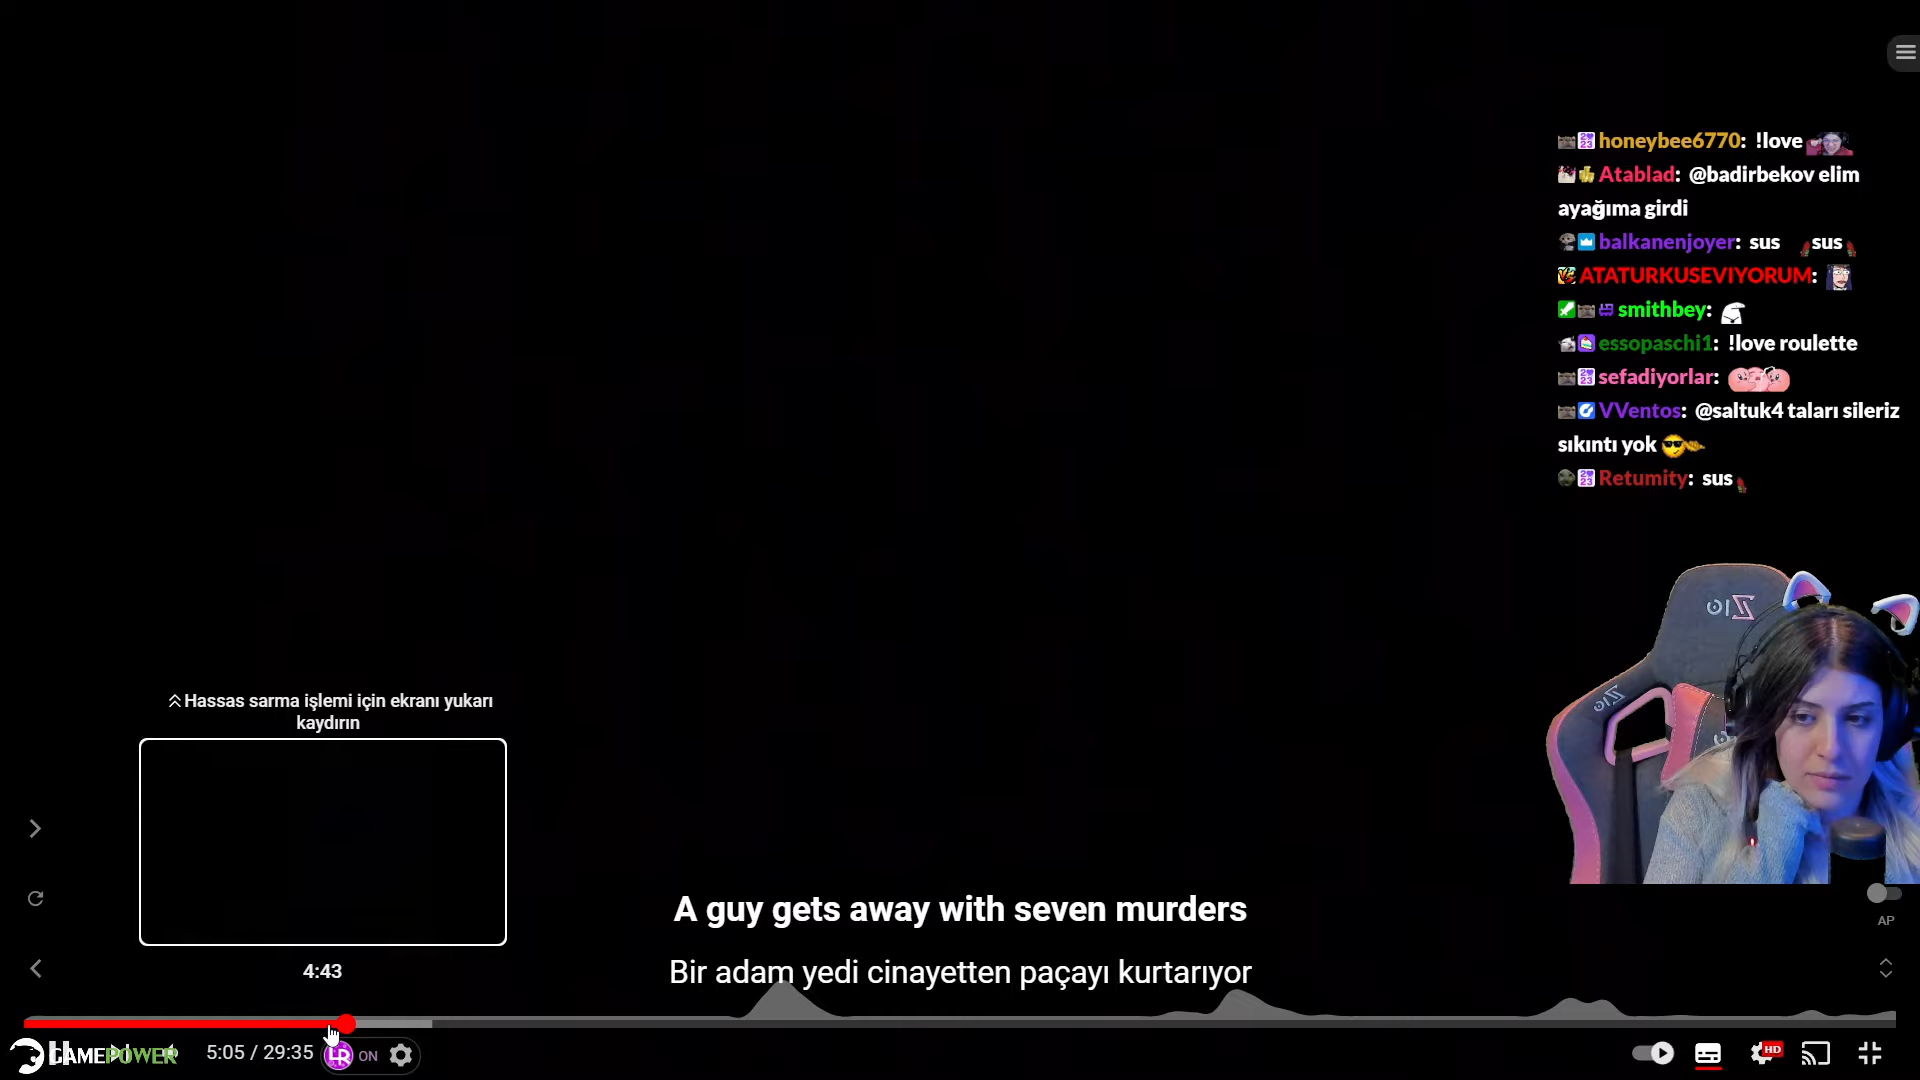 honeybee6770: !love
Atablad: @badirbekov elim
ayağıma girdi
balkanenjoyer: sus sus
ATATURKUSEVIYORUM:
smithbey:
essopaschi1: !love roulette
sefadiyorlar:
VVentos: @saltuk4 taları sileriz
sıkıntı yok
Retumity: sus
Hassas sarma işlemi için ekranı yukarı
kaydırın
4:43
A guy gets away with seven murders
Bir adam yedi cinayetten paçayı kurtarıyor
AP
GAMEPOWER
5:05 / 29:35
LR ON
HD